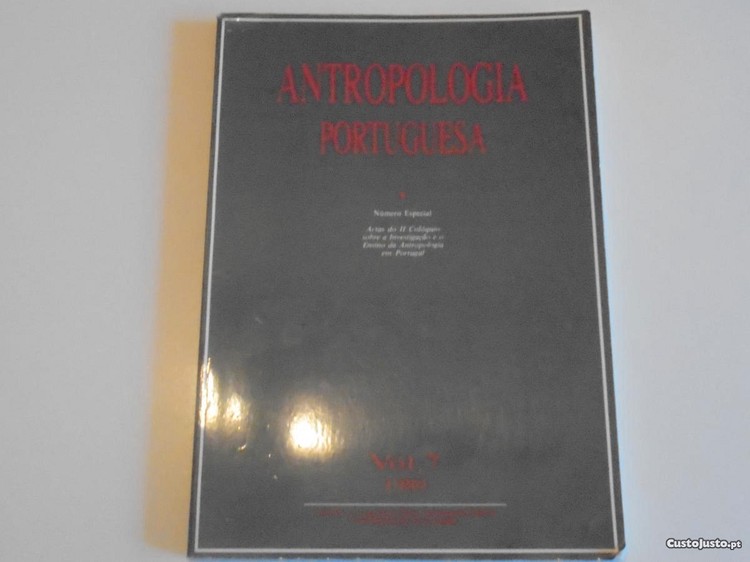 ANTROPOLOGIA
PORTUGUESA
Número Especial
Actas do II Colóquio
sobre a Investigação e o
Ensino da Antropologia
em Portugal
Vol. 7
CustoJusto.pt